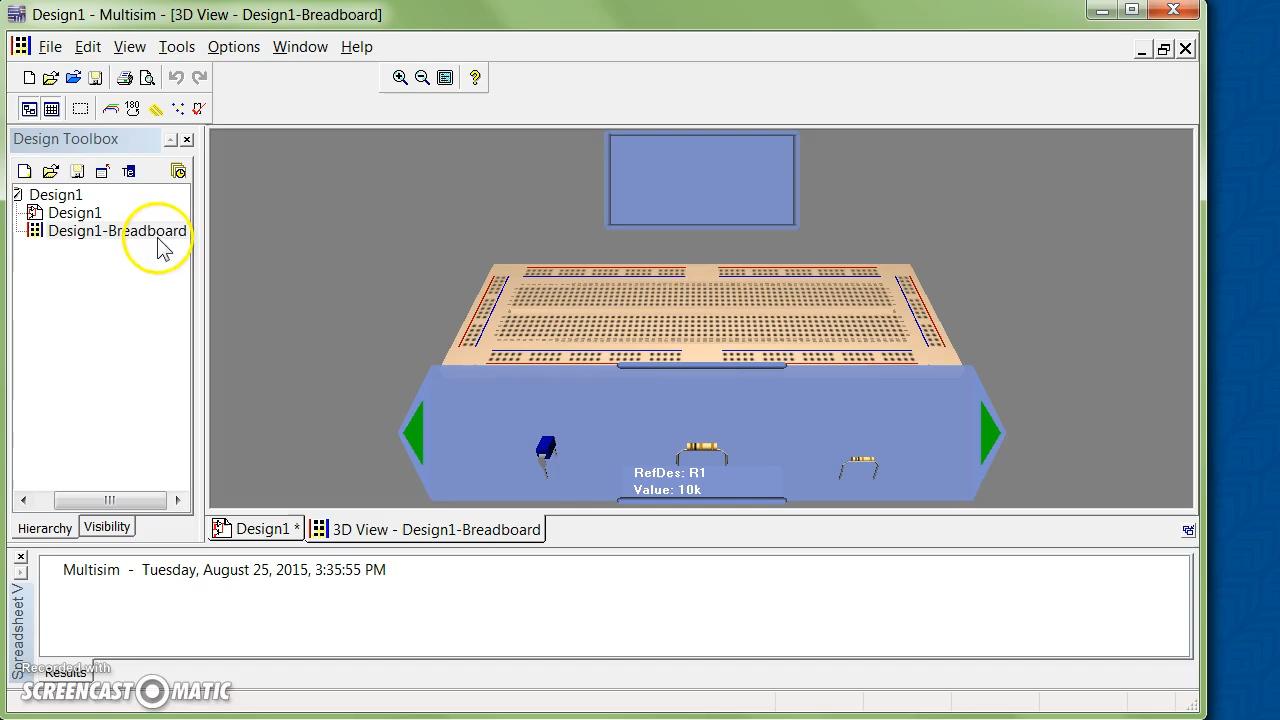 Design1 - Multisim - [3D View - Design1-Breadboard]
File Edit View Tools Options Window Help
180
Design Toolbox
Design1
Design1
Design1-Breadboard
RefDes: R1
Value: 10k
Hierarchy Visibility
Design1 * 3D View - Design1-Breadboard
Multisim - Tuesday, August 25, 2015, 3:35:55 PM
Spreadsheet V
Results
Recorded with
SCREENCAST MATIC